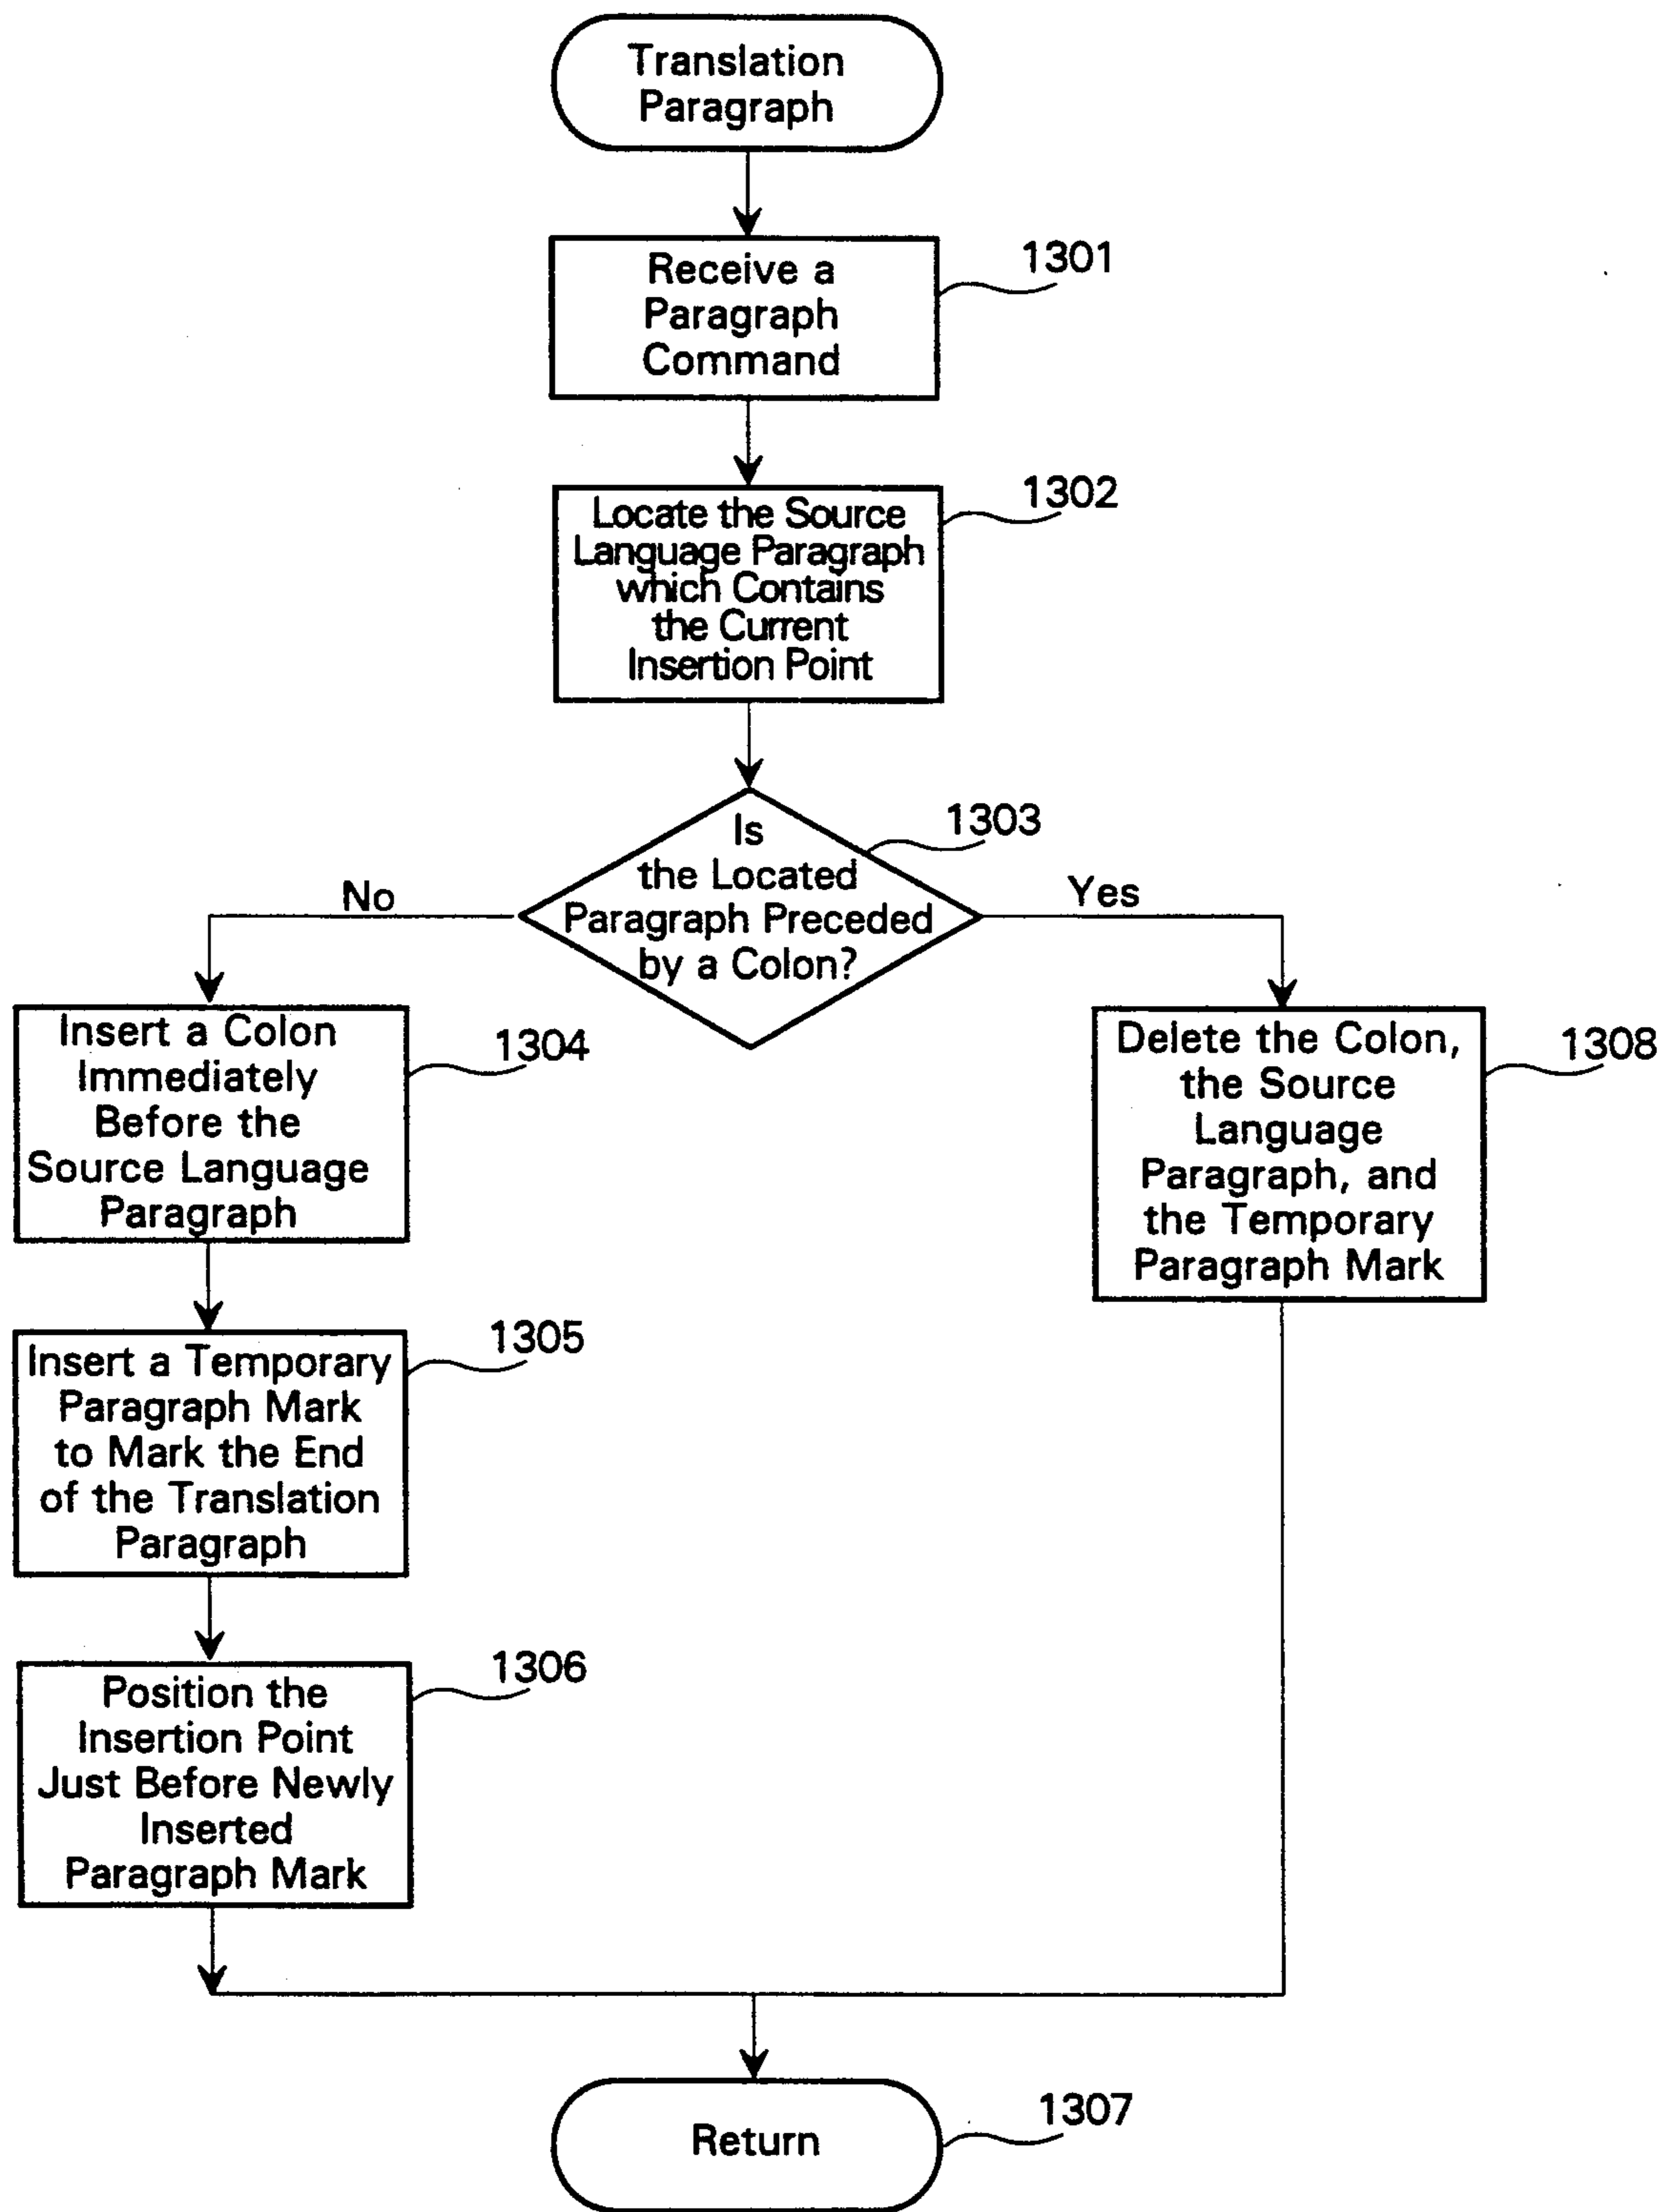 Translation
Paragraph
Receive a
Paragraph
Command
1301
Locate the Source
Language Paragraph
which Contains
the Current
Insertion Point
1302
Is
the Located
Paragraph Preceded
by a Colon?
1303
No
Yes
Insert a Colon
Immediately
Before the
Source Language
Paragraph
1304
Delete the Colon,
the Source
Language
Paragraph, and
the Temporary
Paragraph Mark
1308
Insert a Temporary
Paragraph Mark
to Mark the End
of the Translation
Paragraph
1305
Position the
Insertion Point
Just Before Newly
Inserted
Paragraph Mark
1306
Return
1307